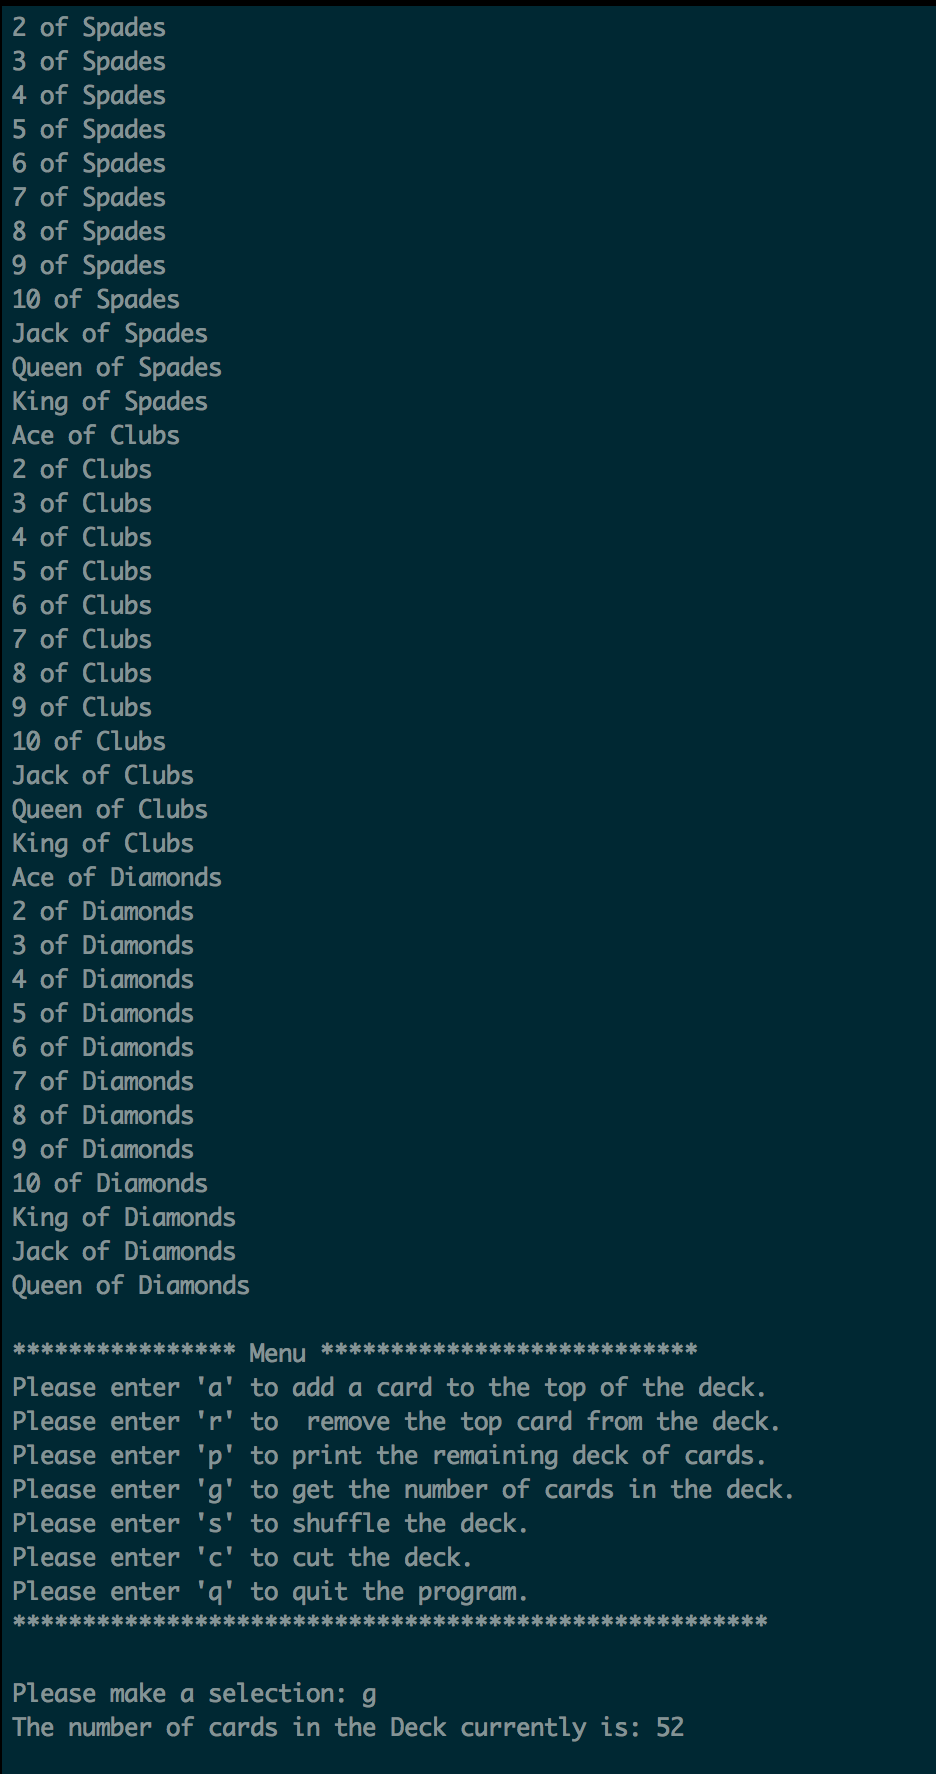 2 of Spades
3 of Spades
4 of Spades
5 of Spades
6 of Spades
7 of Spades
8 of Spades
9 of Spades
10 of Spades
Jack of Spades
Queen of Spades
King of Spades
Ace of Clubs
2 of Clubs
3 of Clubs
4 of Clubs
5 of Clubs
6 of Clubs
7 of Clubs
8 of Clubs
9 of Clubs
10 of Clubs
Jack of Clubs
Queen of Clubs
King of Clubs
Ace of Diamonds
2 of Diamonds
3 of Diamonds
4 of Diamonds
5 of Diamonds
6 of Diamonds
7 of Diamonds
8 of Diamonds
9 of Diamonds
10 of Diamonds
King of Diamonds
Jack of Diamonds
Queen of Diamonds
**************** Menu ***************************
Please enter 'a' to add a card to the top of the deck.
Please enter 'r' to  remove the top card from the deck.
Please enter 'p' to print the remaining deck of cards.
Please enter 'g' to get the number of cards in the deck.
Please enter 's' to shuffle the deck.
Please enter 'c' to cut the deck.
Please enter 'q' to quit the program.
******************************************************
Please make a selection: g
The number of cards in the Deck currently is: 52